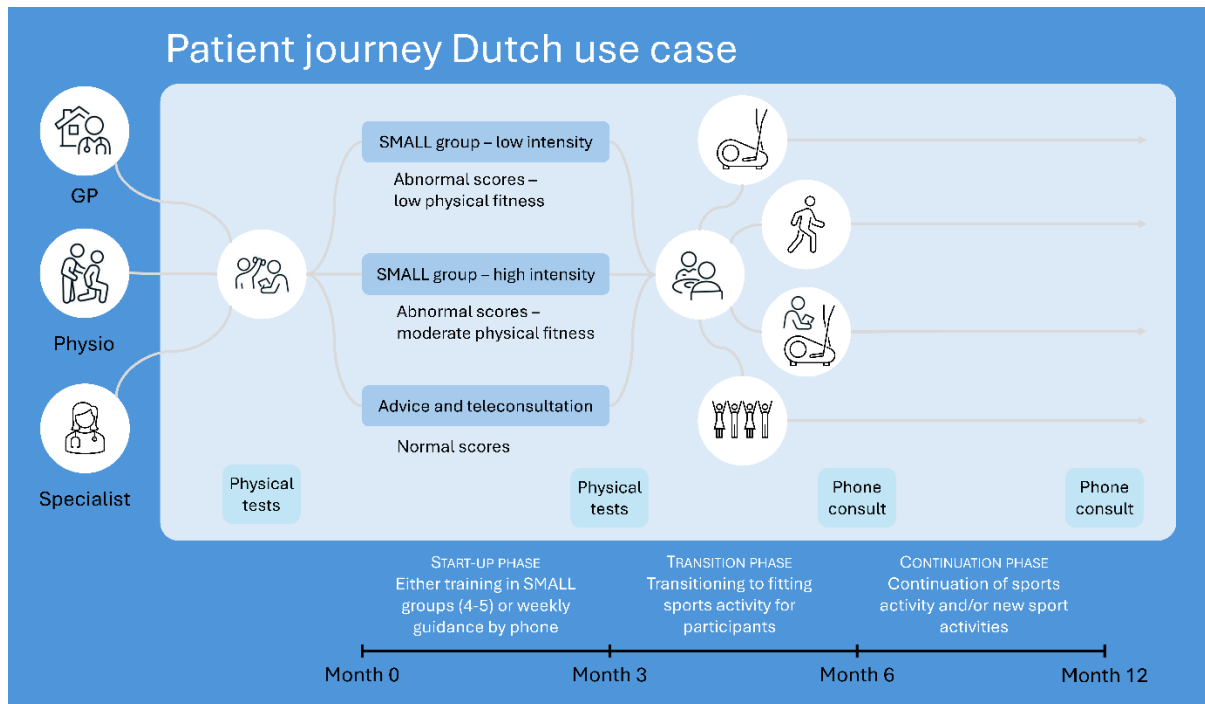 Patient journey Dutch use case
GP
Physio
Specialist
SMALL group – low intensity
Abnormal scores –
low physical fitness
SMALL group – high intensity
Abnormal scores –
moderate physical fitness
Advice and teleconsultation
Normal scores
Physical
tests
Physical
tests
Phone
consult
Phone
consult
START-UP PHASE
Either training in SMALL
groups (4-5) or weekly
guidance by phone
TRANSITION PHASE
Transitioning to fitting
sports activity for
participants
CONTINUATION PHASE
Continuation of sports
activity and/or new sport
activities
Month 0
Month 3
Month 6
Month 12